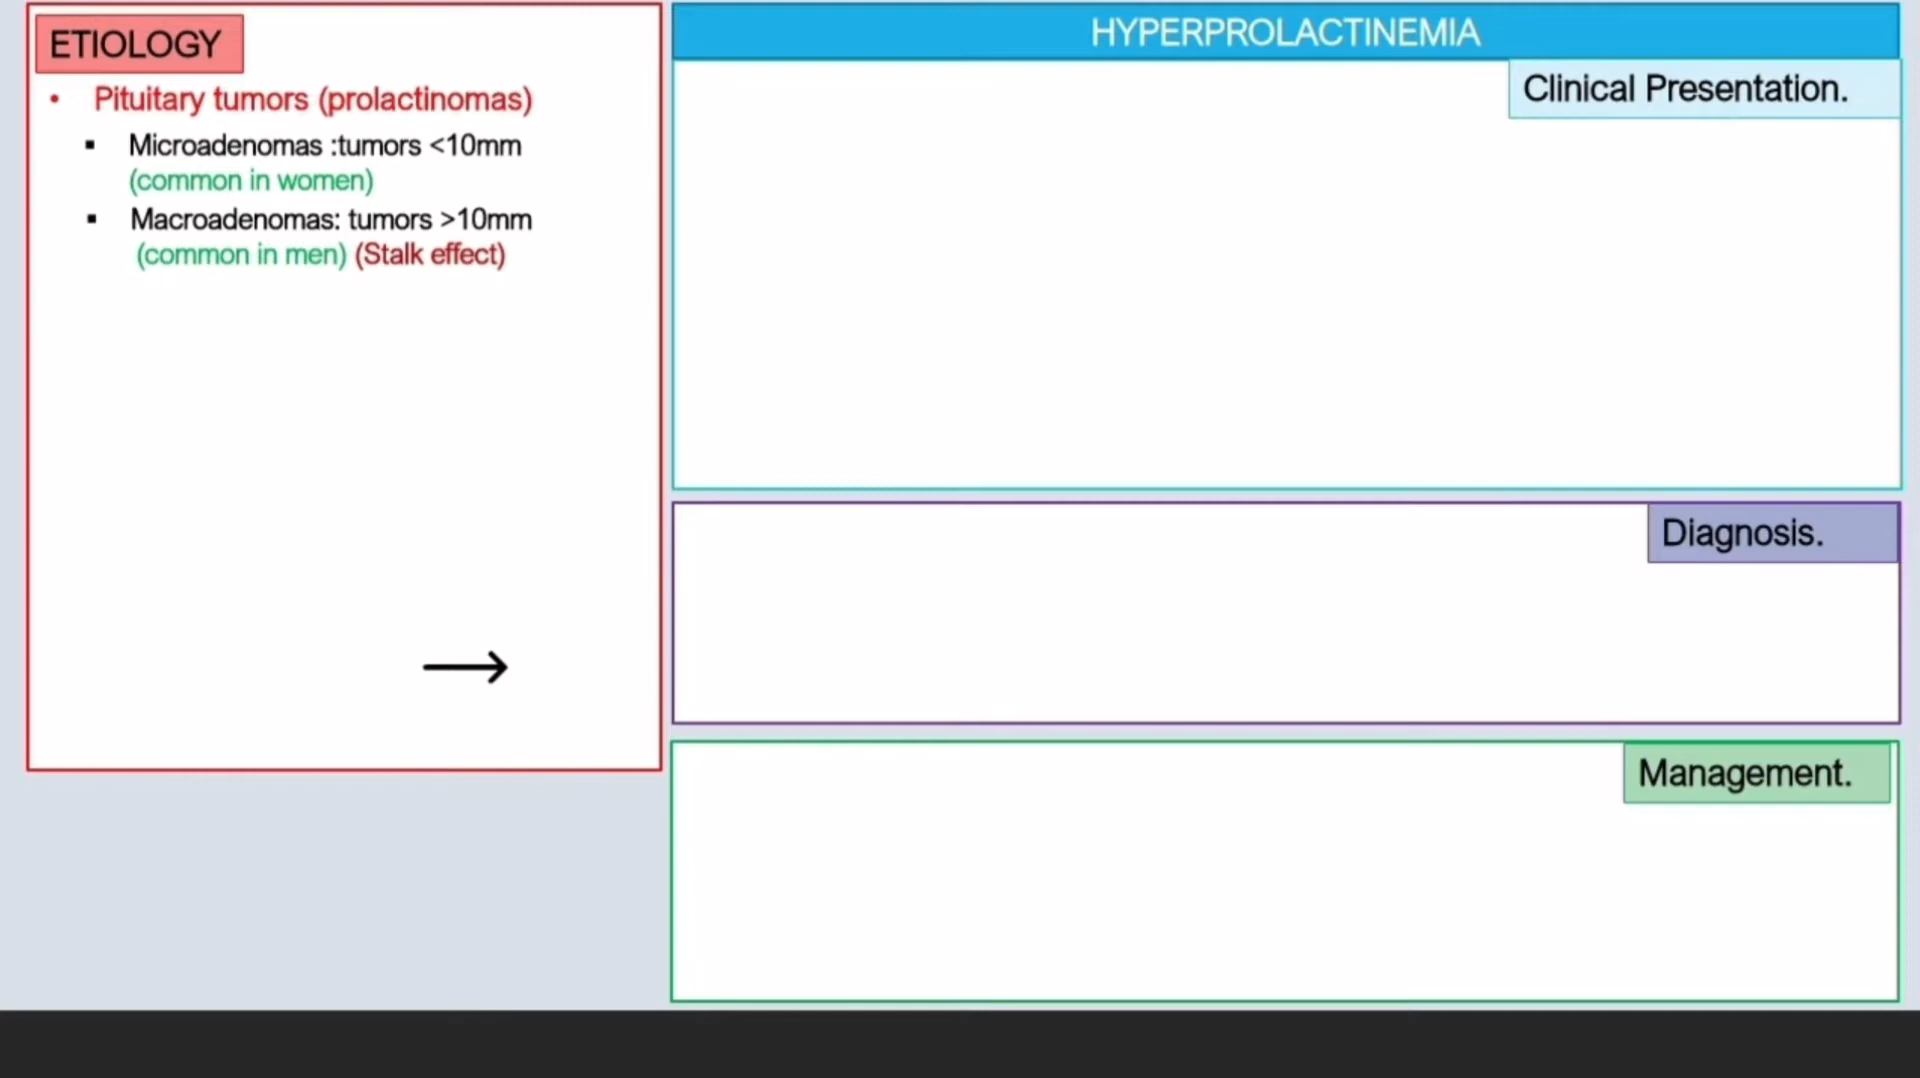 ETIOLOGY
• Pituitary tumors (prolactinomas)
▪ Microadenomas :tumors <10mm
(common in women)
▪ Macroadenomas: tumors >10mm
(common in men) (Stalk effect)
HYPERPROLACTINEMIA
Clinical Presentation.
Diagnosis.
Management.